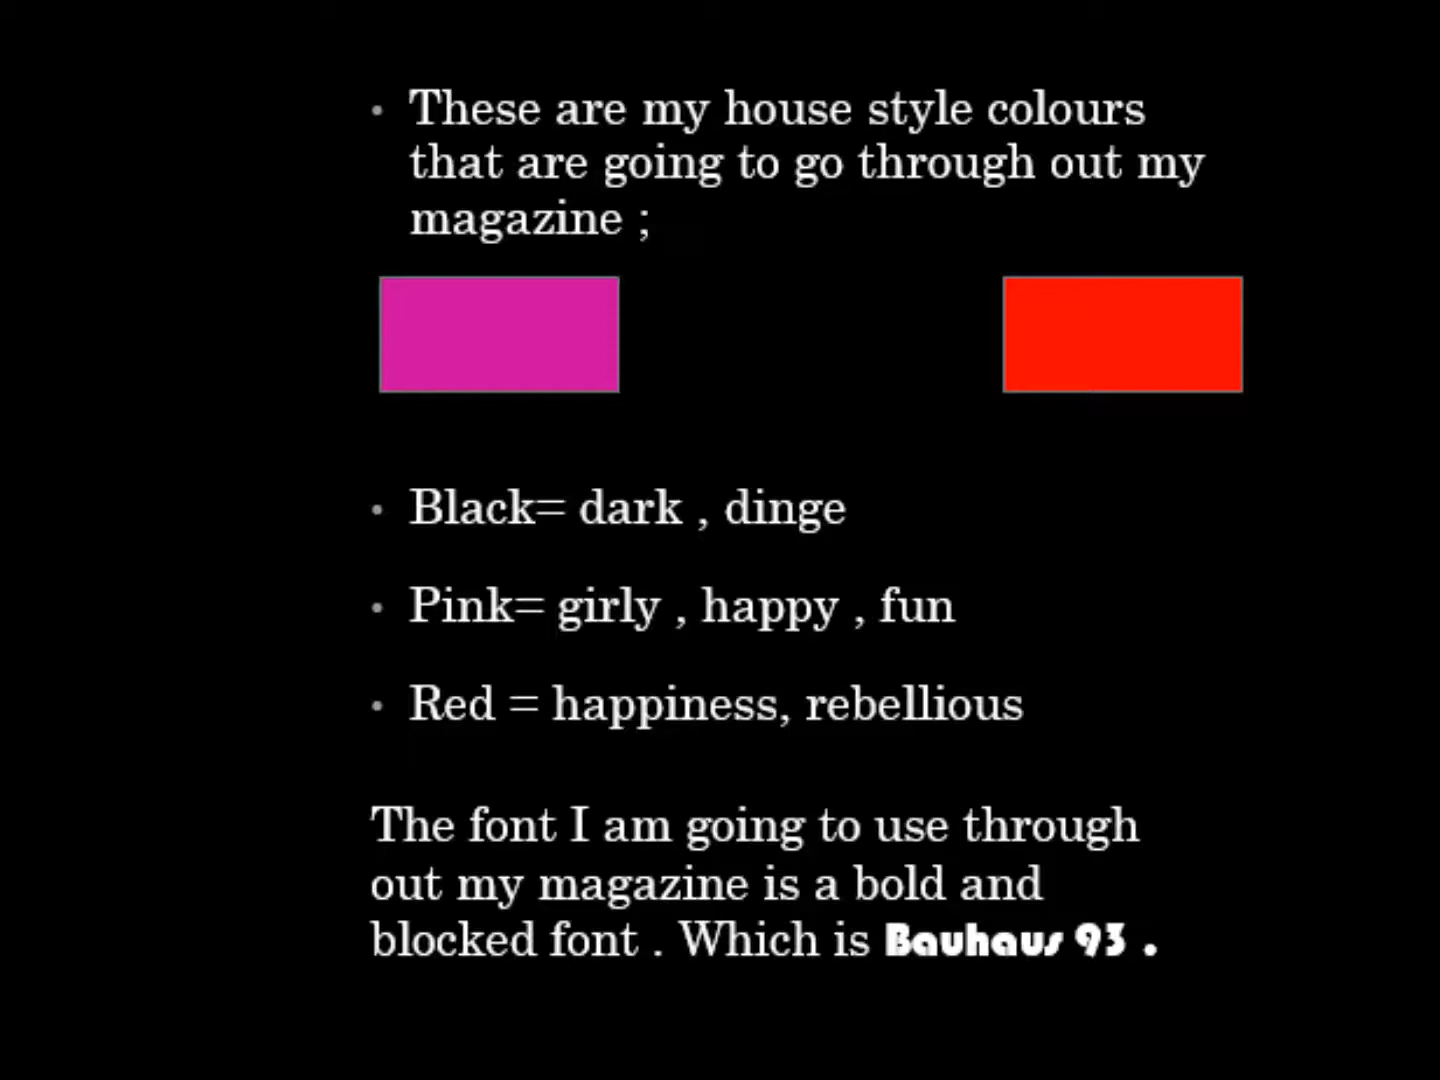 • These are my house style colours
that are going to go through out my
magazine ;
• Black= dark , dinge
• Pink= girly , happy , fun
• Red = happiness, rebellious
The font I am going to use through
out my magazine is a bold and
blocked font . Which is Bauhaus 93 .